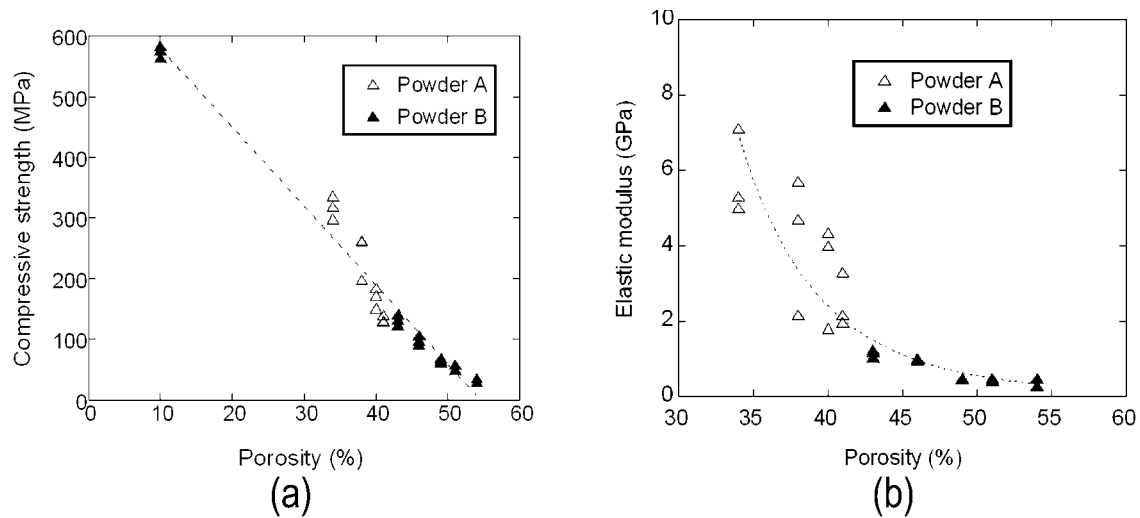 600
500
400
300
200
100
0
Compressive strength (MPa)
Powder A
Powder B
0 10 20 30 40 50 60
Porosity (%)
(a)
10
8
6
4
2
0
Elastic modulus (GPa)
Powder A
Powder B
30 35 40 45 50 55 60
Porosity (%)
(b)